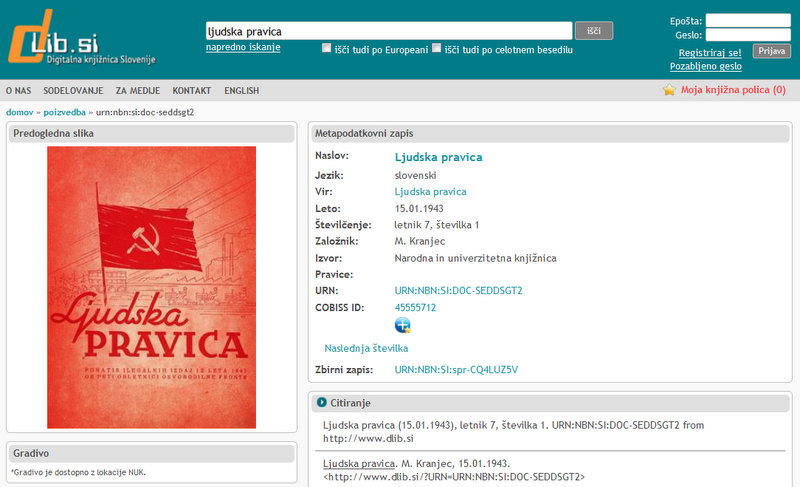 dLib.si
Digitalna knjižnica Slovenije
ljudska pravica
išči
napredno iskanje
išči tudi po Europeani
išči tudi po celotnem besedilu
Epošta:
Geslo:
Registriraj se!
Prijava
Pozabljeno geslo
O NAS SODELOVANJE ZA MEDIJE KONTAKT ENGLISH
Moja knjižna polica (0)
domov » poizvedba » urn:nbn:si:doc-seddsgt2
Predogledna slika
Ljudska
PRAVICA
PONATIS ILEGALNIH IZDAJ IZ LETA 1943
OB PETI OBLETNICI OSVOBODILNE FRONTE
Gradivo
*Gradivo je dostopno z lokacije NUK.
Metapodatkovni zapis
Naslov: Ljudska pravica
Jezik: slovenski
Vir: Ljudska pravica
Leto: 15.01.1943
Številčenje: letnik 7, številka 1
Založnik: M. Kranjec
Izvor: Narodna in univerzitetna knjižnica
Pravice:
URN: URN:NBN:SI:DOC-SEDDSGT2
COBISS ID: 45555712
Naslednja številka
Zbirni zapis: URN:NBN:SI:spr-CQ4LUZ5V
Citiranje
Ljudska pravica (15.01.1943), letnik 7, številka 1. URN:NBN:SI:DOC-SEDDSGT2 from
http://www.dlib.si
Ljudska pravica. M. Kranjec, 15.01.1943.
<http://www.dlib.si/?URN=URN:NBN:SI:DOC-SEDDSGT2>